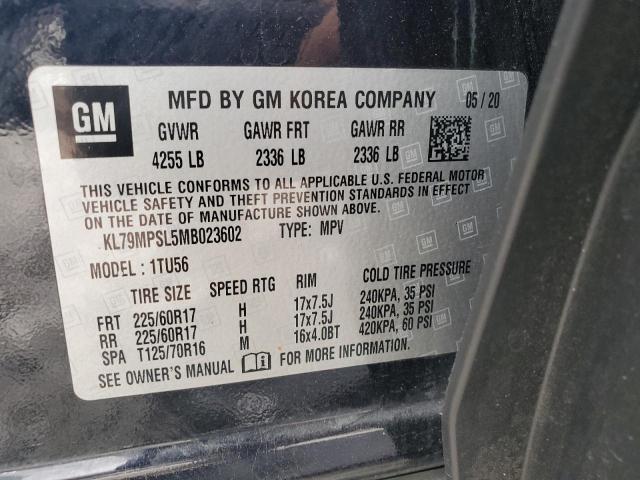 GM
MFD BY GM KOREA COMPANY 05/20
GVWR GAWR FRT GAWR RR
4255 LB 2336 LB 2336 LB
THIS VEHICLE CONFORMS TO ALL APPLICABLE U.S. FEDERAL MOTOR
VEHICLE SAFETY AND THEFT PREVENTION STANDARDS IN EFFECT
ON THE DATE OF MANUFACTURE SHOWN ABOVE.
KL79MPSL5MB023602 TYPE: MPV
MODEL: 1TU56
TIRE SIZE SPEED RTG RIM COLD TIRE PRESSURE
FRT 225/60R17 H 17x7.5J 240KPA, 35 PSI
RR 225/60R17 H 17x7.5J 240KPA, 35 PSI
SPA T125/70R16 M 16x4.0BT 420KPA, 60 PSI
SEE OWNER'S MANUAL FOR MORE INFORMATION.